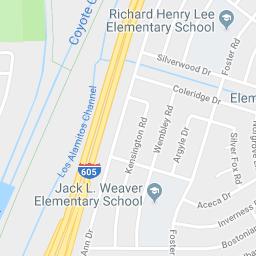 Richard Henry Lee
Elementary School
Coyote C
Silverwood Dr
Foster Rd
Coleridge Dr
Elem
Los Alamitos Channel
Kensington Rd
Wembley Rd
Argyle Dr
Silver Fox Rd
605
Jack L. Weaver
Elementary School
Aceca Dr
Inverness
Bostonian
Ann Dr
Foster